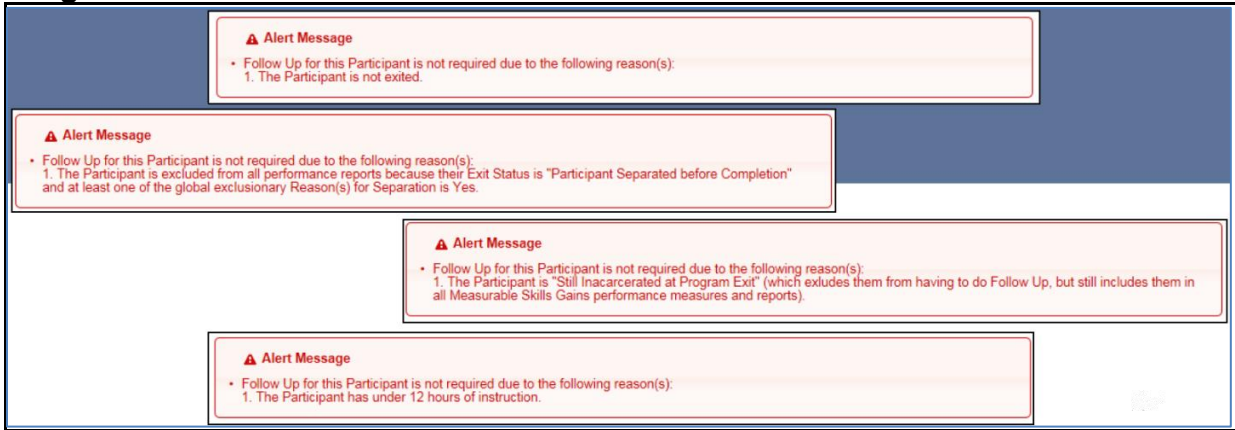 Alert Message
• Follow Up for this Participant is not required due to the following reason(s):
1. The Participant is not exited.
Alert Message
• Follow Up for this Participant is not required due to the following reason(s):
1. The Participant is excluded from all performance reports because their Exit Status is "Participant Separated before Completion"
and at least one of the global exclusionary Reason(s) for Separation is Yes.
Alert Message
• Follow Up for this Participant is not required due to the following reason(s):
1. The Participant is "Still Inacarcerated at Program Exit" (which exludes them from having to do Follow Up, but still includes them in
all Measurable Skills Gains performance measures and reports).
Alert Message
• Follow Up for this Participant is not required due to the following reason(s):
1. The Participant has under 12 hours of instruction.